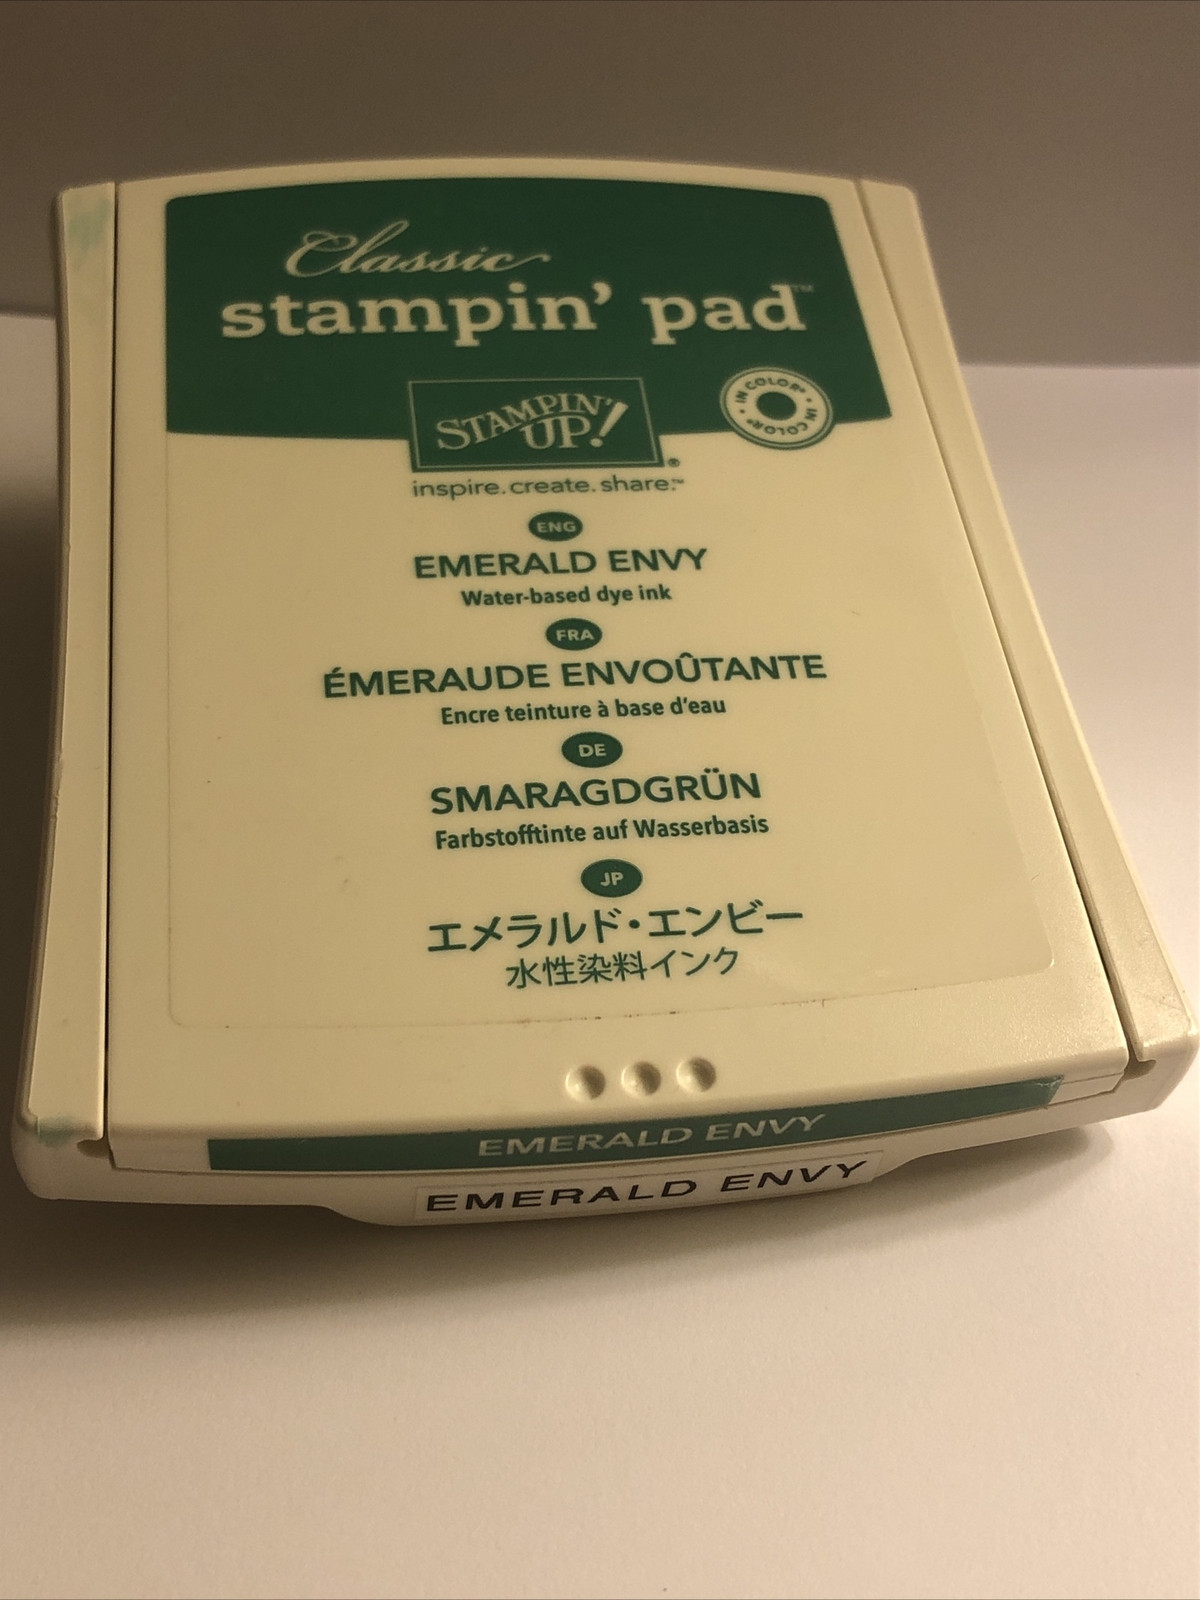 Classic
stampin' pad™
STAMPIN' UP!®
IN COLOR® • IN COLOR® •
inspire.create.share.™
ENG
EMERALD ENVY
Water-based dye ink
FRA
ÉMERAUDE ENVOÛTANTE
Encre teinture à base d'eau
DE
SMARAGDGRÜN
Farbstofftinte auf Wasserbasis
JP
エメラルド・エンビー
水性染料インク
EMERALD ENVY
EMERALD ENVY